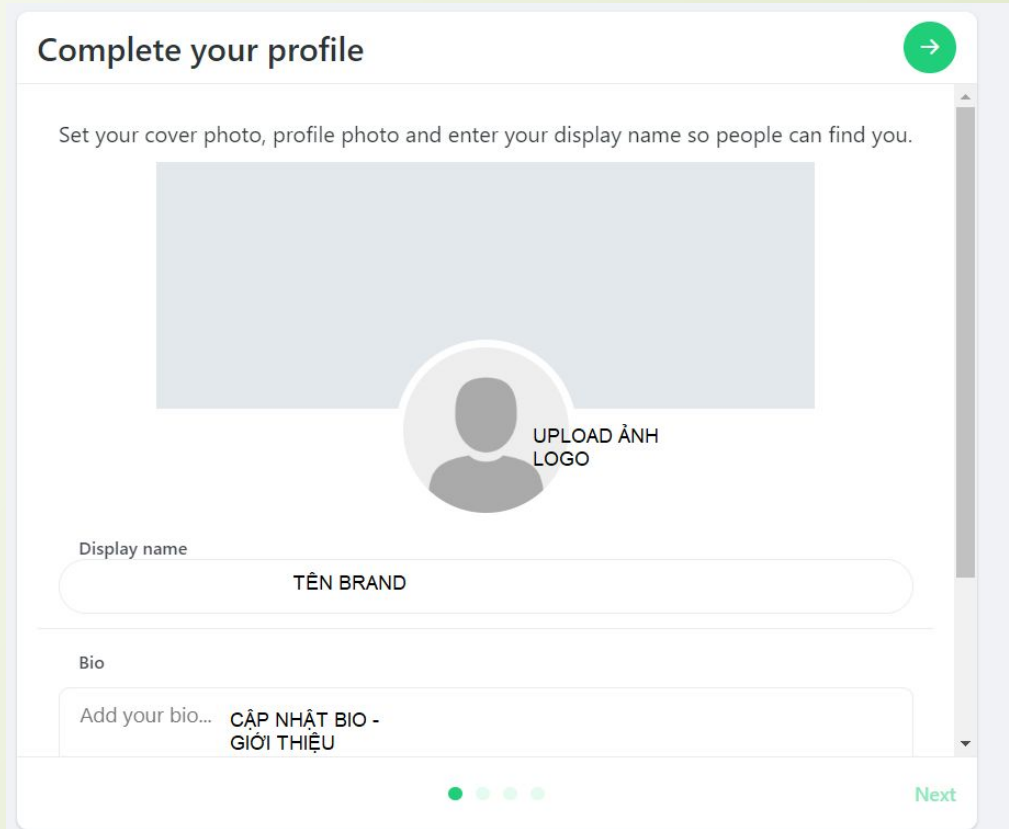 Complete your profile
Set your cover photo, profile photo and enter your display name so people can find you.
UPLOAD ẢNH
LOGO
Display name
TÊN BRAND
Bio
Add your bio... CẬP NHẬT BIO -
GIỚI THIỆU
Next